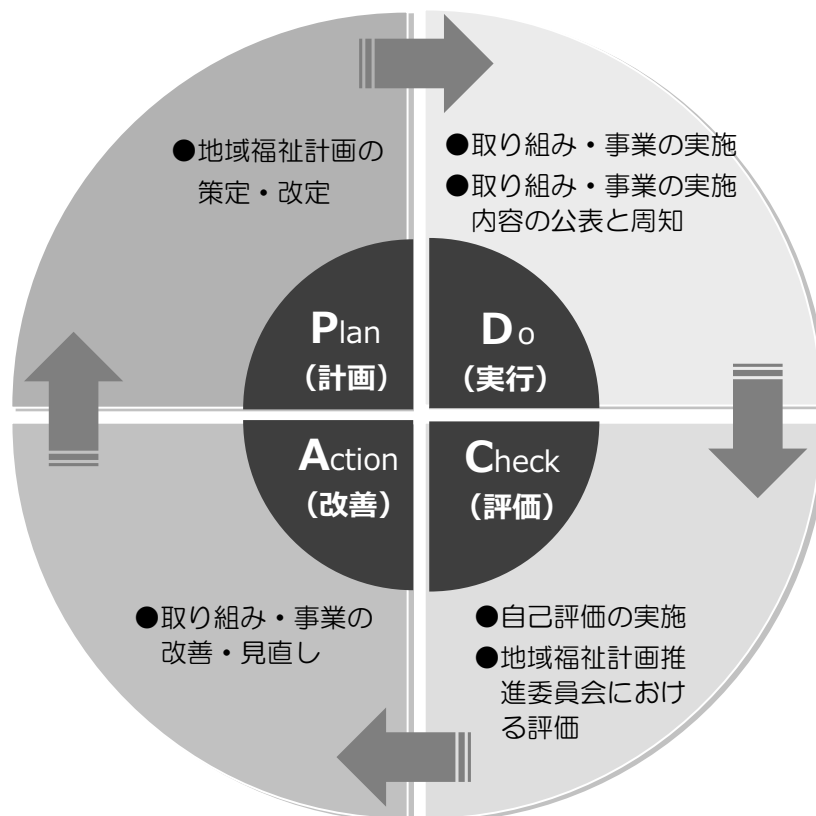 ●地域福祉計画の
策定・改定
●取り組み・事業の実施
●取り組み・事業の実施
内容の公表と周知
Plan
（計画）
Do
（実行）
Action
（改善）
Check
（評価）
●取り組み・事業の
改善・見直し
●自己評価の実施
●地域福祉計画推
進委員会におけ
る評価